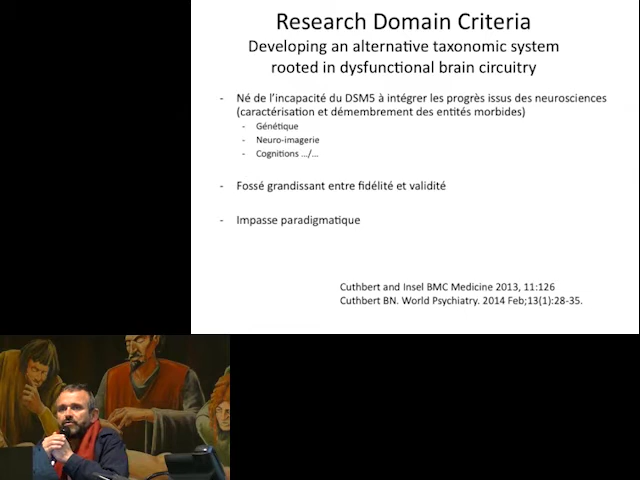 Research Domain Criteria
Developing an alternative taxonomic system
rooted in dysfunctional brain circuitry
- Né de l'incapacité du DSM5 à intégrer les progrès issus des neurosciences
(caractérisation et démembrement des entités morbides)
- Génétique
- Neuro-imagerie
- Cognitions .../...
- Fossé grandissant entre fidélité et validité
- Impasse paradigmatique
Cuthbert and Insel BMC Medicine 2013, 11:126
Cuthbert BN. World Psychiatry. 2014 Feb;13(1):28-35.